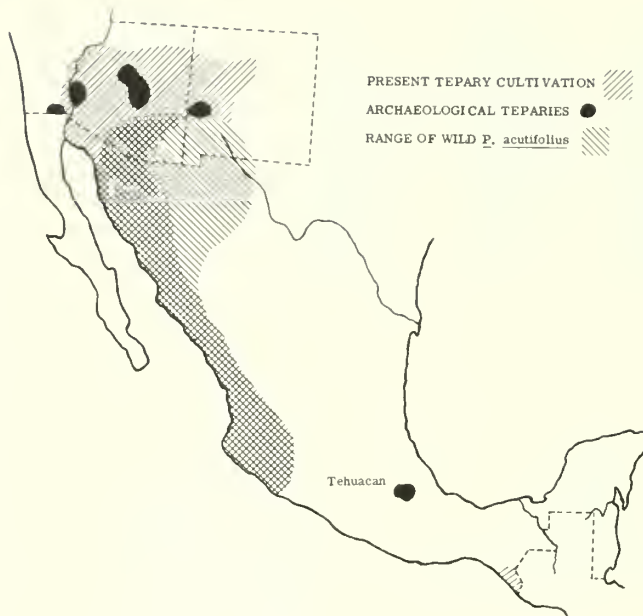 PRESENT TEPARY CULTIVATION
ARCHAEOLOGICAL TEPARIES
RANGE OF WILD P. acutifolius
Tehuacan